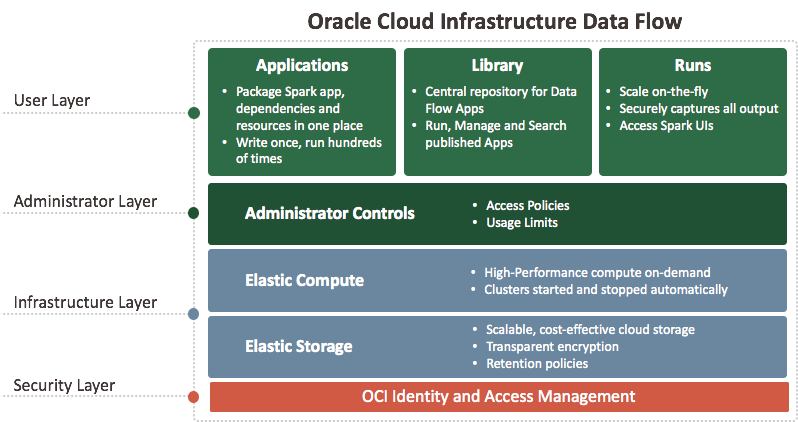 Oracle Cloud Infrastructure Data Flow
User Layer
Applications
• Package Spark app,
dependencies and
resources in one place
• Write once, run hundreds
of times
Library
• Central repository for Data
Flow Apps
• Run, Manage and Search
published Apps
Runs
• Scale on-the-fly
• Securely captures all output
• Access Spark UIs
Administrator Layer
Administrator Controls
• Access Policies
• Usage Limits
Infrastructure Layer
Elastic Compute
• High-Performance compute on-demand
• Clusters started and stopped automatically
Elastic Storage
• Scalable, cost-effective cloud storage
• Transparent encryption
• Retention policies
Security Layer
OCI Identity and Access Management